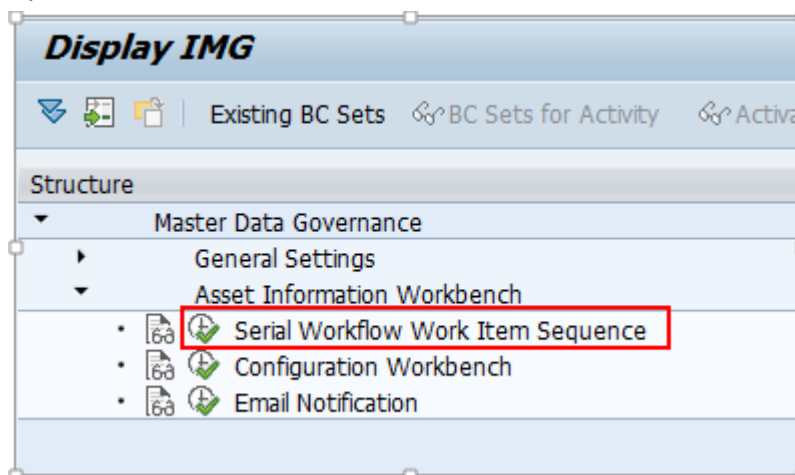 Display IMG
Existing BC Sets BC Sets for Activity
Structure
Master Data Governance
General Settings
Asset Information Workbench
Serial Workflow Work Item Sequence
Configuration Workbench
Email Notification